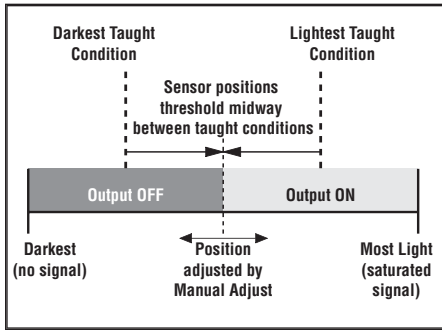 Darkest Taught
Condition
Lightest Taught
Condition
Sensor positions
threshold midway
between taught conditions
Output OFF
Output ON
Darkest
(no signal)
Position
adjusted by
Manual Adjust
Most Light
(saturated
signal)